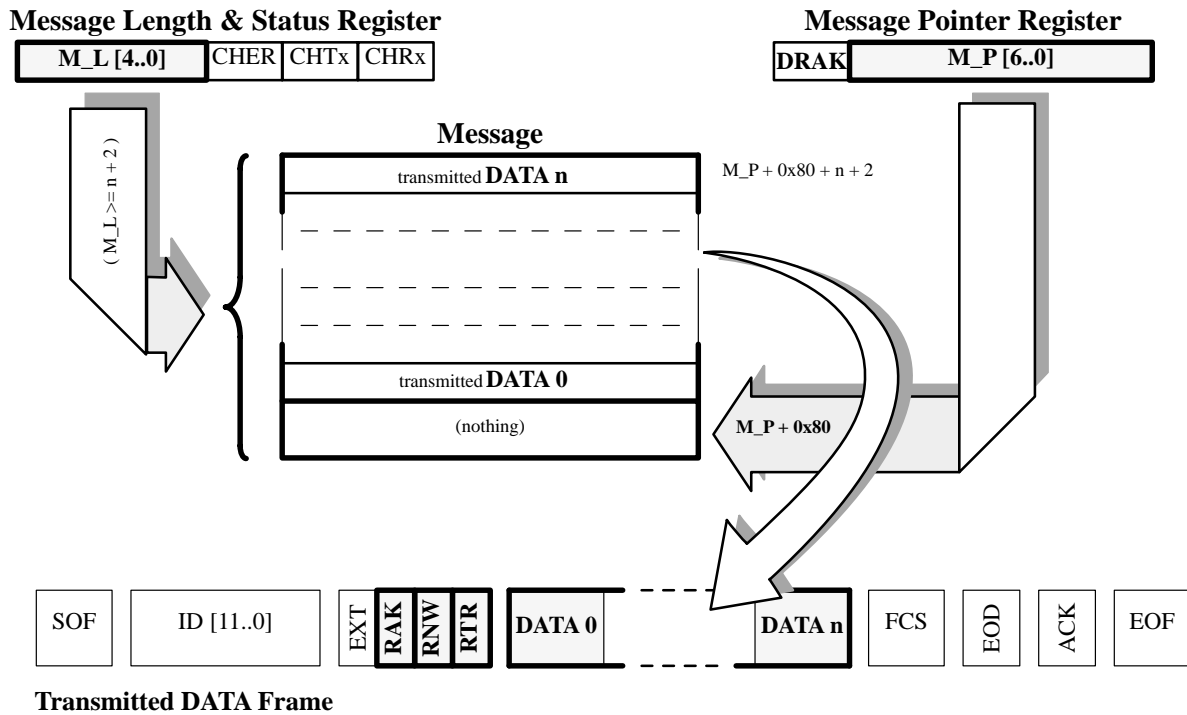 Message Length & Status Register
Message Pointer Register
M_L [4..0] CHER CHTx CHRx
DRAK M_P [6..0]
( M_L >= n + 2 )
Message
transmitted DATA n
M_P + 0x80 + n + 2
transmitted DATA 0
(nothing)
M_P + 0x80
SOF ID [11..0] EXT RAK RNW RTR DATA 0 DATA n FCS EOD ACK EOF
Transmitted DATA Frame